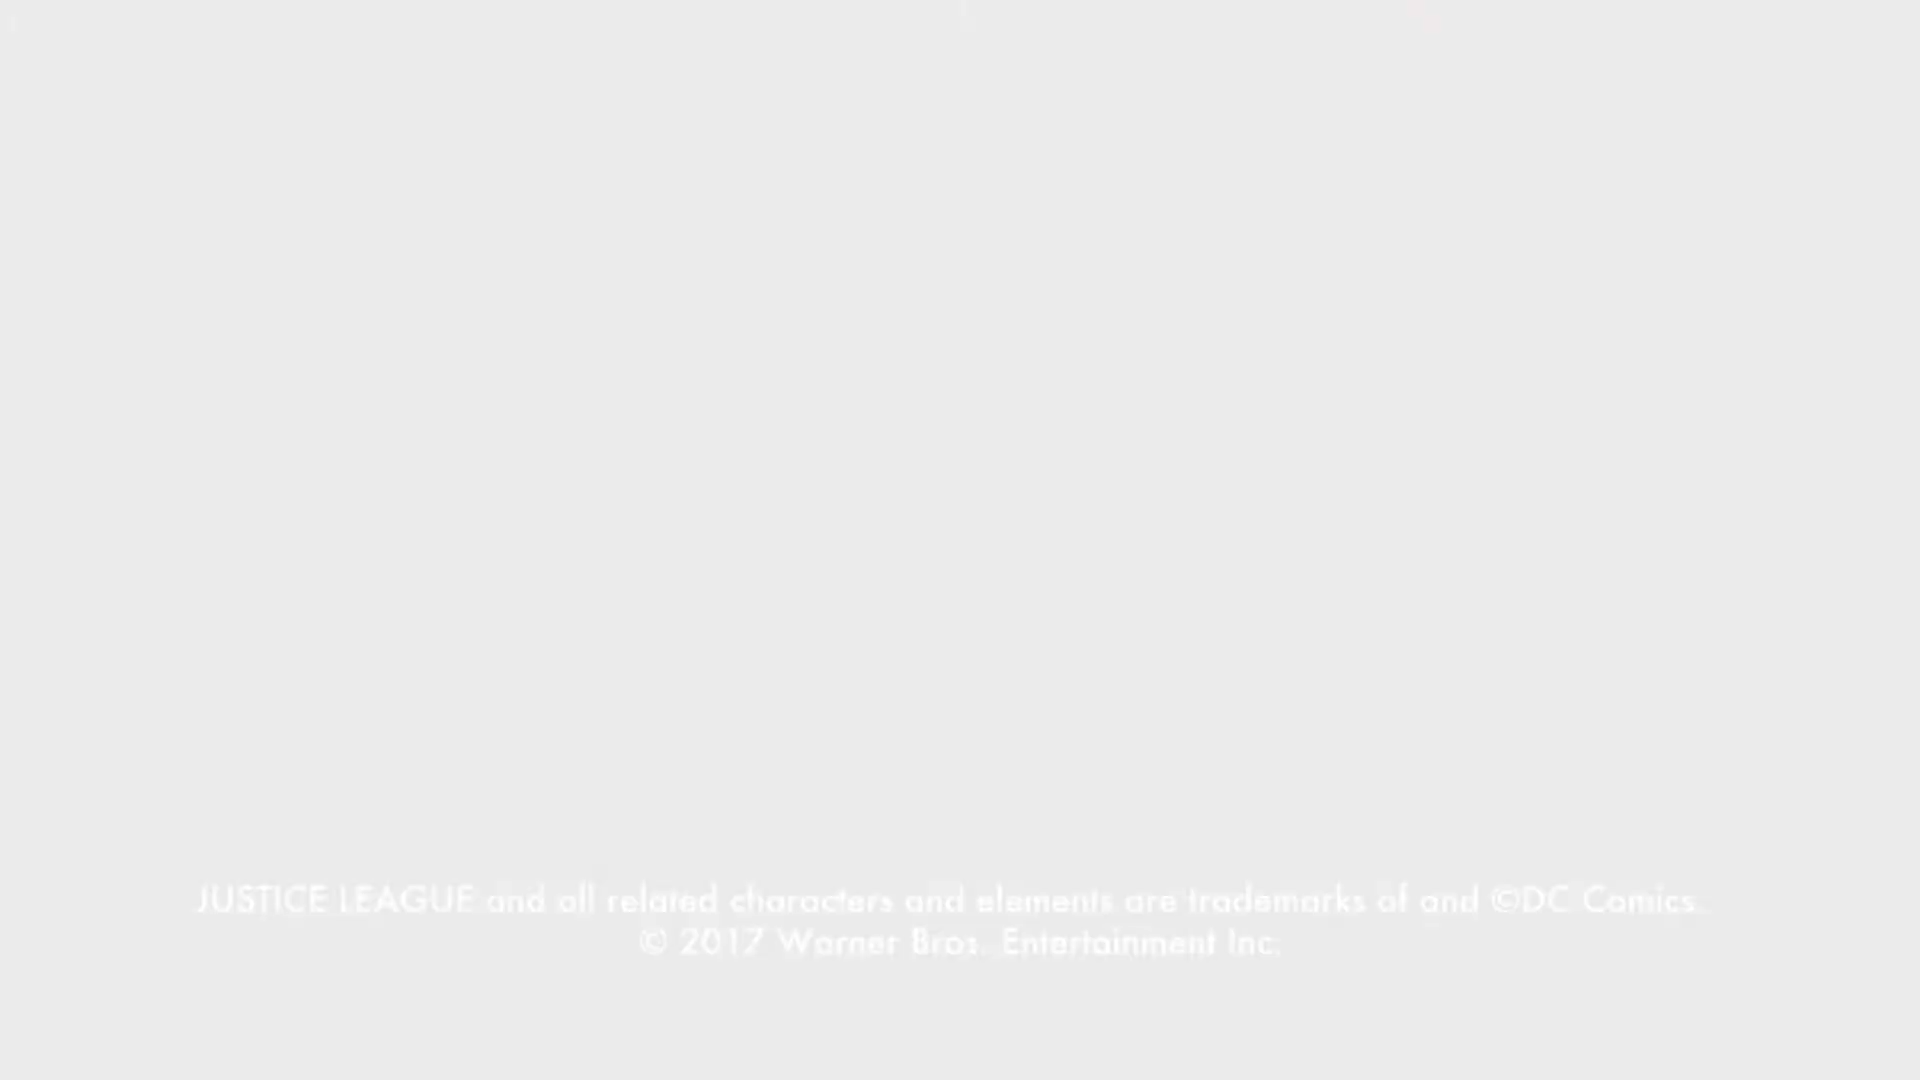 JUSTICE LEAGUE and all related characters and elements are trademarks of and ©DC Comics.
© 2017 Warner Bros. Entertainment Inc.